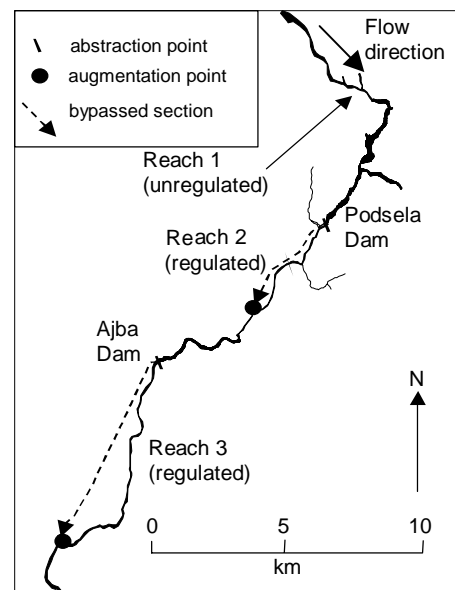 abstraction point
augmentation point
bypassed section
Flow
direction
Reach 1
(unregulated)
Podsela
Dam
Reach 2
(regulated)
Ajba
Dam
N
Reach 3
(regulated)
0 5 10
km